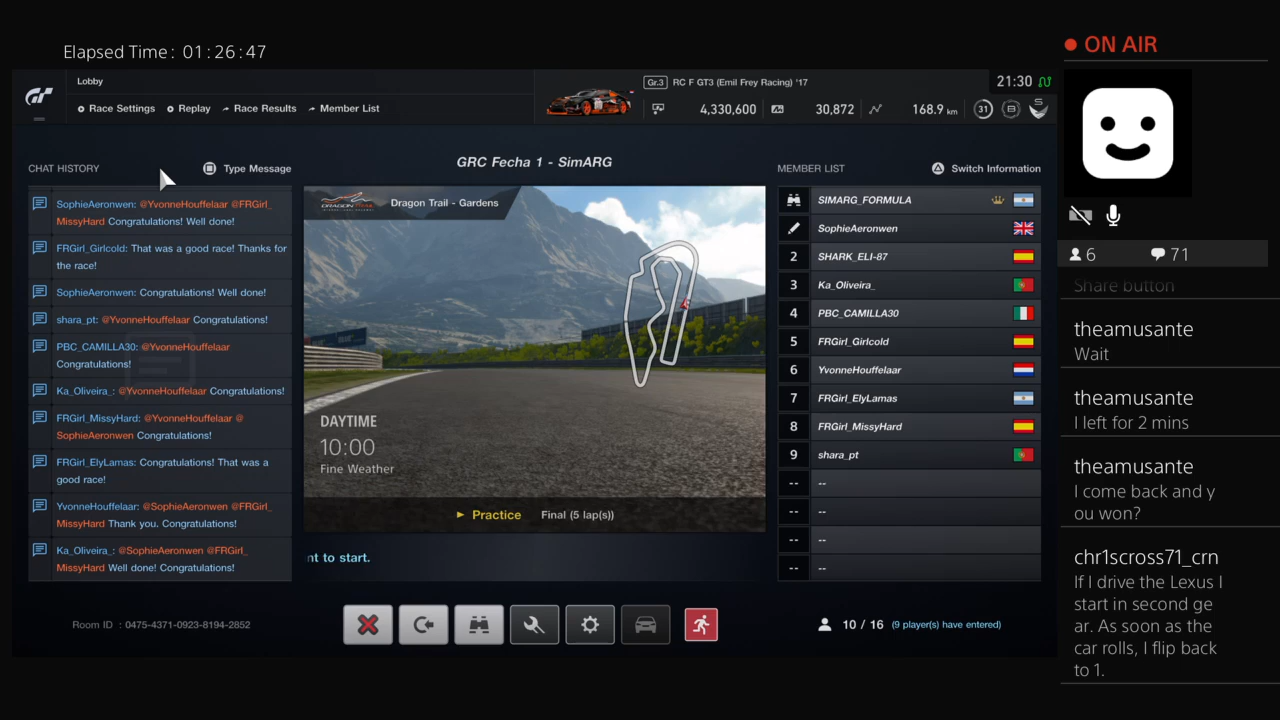 Elapsed Time: 01:26:47
ON AIR
Lobby
Race Settings
Replay
Race Results
Member List
Gr.3
RC F GT3 (Emil Frey Racing) '17
21:30
4,330,600
30,872
168.9 km
31
B
S
CHAT HISTORY
Type Message
GRC Fecha 1 - SimARG
MEMBER LIST
Switch Information
SophieAeronwen: @YvonneHouffelaar @FRGirl_
MissyHard Congratulations! Well done!
FRGirl_Girlcold: That was a good race! Thanks for
the race!
SophieAeronwen: Congratulations! Well done!
shara_pt: @YvonneHouffelaar Congratulations!
PBC_CAMILLA30: @YvonneHouffelaar
Congratulations!
Ka_Oliveira_: @YvonneHouffelaar Congratulations!
FRGirl_MissyHard: @YvonneHouffelaar @
SophieAeronwen Congratulations!
FRGirl_ElyLamas: Congratulations! That was a
good race!
YvonneHouffelaar: @SophieAeronwen @FRGirl_
MissyHard Thank you. Congratulations!
Ka_Oliveira_: @SophieAeronwen @FRGirl_
MissyHard Well done! Congratulations!
DRAGON TRAIL
Dragon Trail - Gardens
DAYTIME
10:00
Fine Weather
Practice
Final (5 lap(s))
nt to start.
SIMARG_FORMULA
SophieAeronwen
2 SHARK_ELI-87
3 Ka_Oliveira_
4 PBC_CAMILLA30
5 FRGirl_Girlcold
6 YvonneHouffelaar
7 FRGirl_ElyLamas
8 FRGirl_MissyHard
9 shara_pt
-- --
-- --
-- --
-- --
Room ID : 0475-4371-0923-8194-2852
10 / 16 (9 player(s) have entered)
6
71
Share button
theamusante
Wait
theamusante
I left for 2 mins
theamusante
I come back and y
ou won?
chr1scross71_crn
If I drive the Lexus I
start in second ge
ar. As soon as the
car rolls, I flip back
to 1.